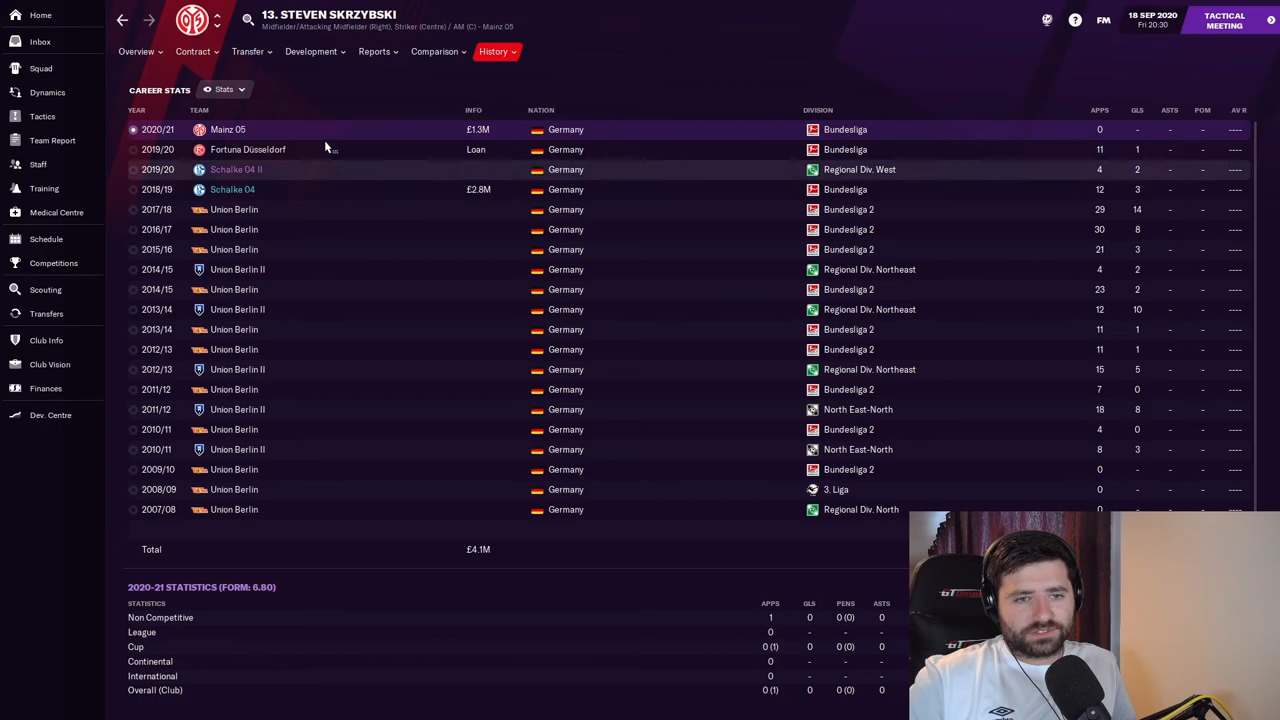 Home
Inbox
Squad
Dynamics
Tactics
Team Report
Staff
Training
Medical Centre
Schedule
Competitions
Scouting
Transfers
Club Info
Club Vision
Finances
Dev. Centre
13. STEVEN SKRZYBSKI
Midfielder/Attacking Midfielder (Right), Striker (Centre) / AM (C) - Mainz 05
FM
18 SEP 2020
Fri 20:30
TACTICAL MEETING
Overview Contract Transfer Development Reports Comparison History
CAREER STATS Stats
YEAR TEAM INFO NATION DIVISION APPS GLS ASTS POM AV R
2020/21 Mainz 05 £1.3M Germany Bundesliga 0 - - - ----
2019/20 Fortuna Düsseldorf Loan Germany Bundesliga 11 1 - - ----
2019/20 Schalke 04 II Germany Regional Div. West 4 2 - - ----
2018/19 Schalke 04 £2.8M Germany Bundesliga 12 3 - - ----
2017/18 Union Berlin Germany Bundesliga 2 29 14 - - ----
2016/17 Union Berlin Germany Bundesliga 2 30 8 - - ----
2015/16 Union Berlin Germany Bundesliga 2 21 3 - - ----
2014/15 Union Berlin II Germany Regional Div. Northeast 4 2 - - ----
2014/15 Union Berlin Germany Bundesliga 2 23 2 - - ----
2013/14 Union Berlin II Germany Regional Div. Northeast 12 10 - - ----
2013/14 Union Berlin Germany Bundesliga 2 11 1 - - ----
2012/13 Union Berlin Germany Bundesliga 2 11 1 - - ----
2012/13 Union Berlin II Germany Regional Div. Northeast 15 5 - - ----
2011/12 Union Berlin Germany Bundesliga 2 7 0 - - ----
2011/12 Union Berlin II Germany North East-North 18 8 - - ----
2010/11 Union Berlin Germany Bundesliga 2 4 0 - - ----
2010/11 Union Berlin II Germany North East-North 8 3 - - ----
2009/10 Union Berlin Germany Bundesliga 2 0 - - - ----
2008/09 Union Berlin Germany 3. Liga 0 - - - ----
2007/08 Union Berlin Germany Regional Div. North 0 - - - ----
Total £4.1M
2020-21 STATISTICS (FORM: 6.80)
STATISTICS APPS GLS PENS ASTS
Non Competitive 1 0 0 (0) 0
League 0 - - -
Cup 0 (1) 0 0 (0) 0
Continental 0 - - -
International 0 - - -
Overall (Club) 0 (1) 0 0 (0) 0